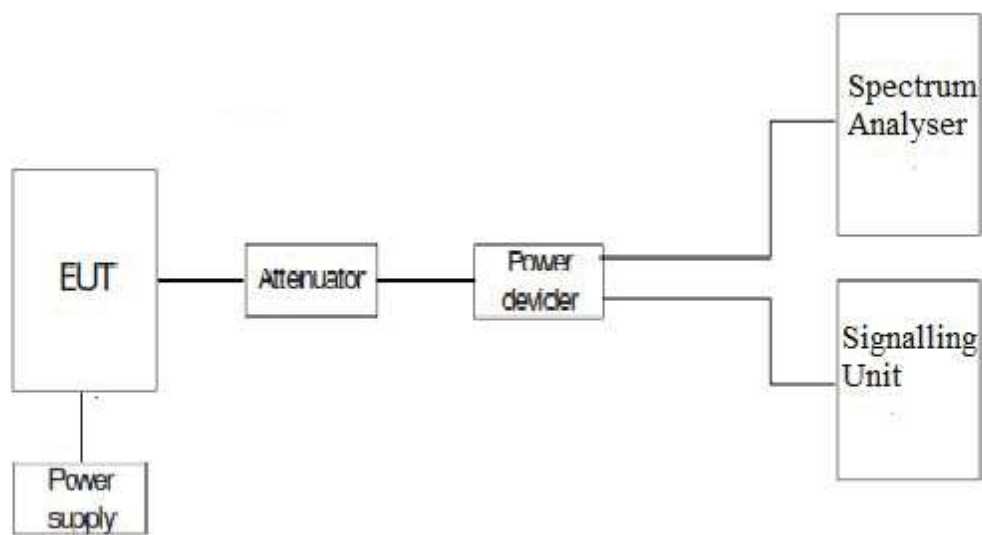 Spectrum
Analyser
EUT
Attenuator
Power
devider
Signalling
Unit
Power
supply